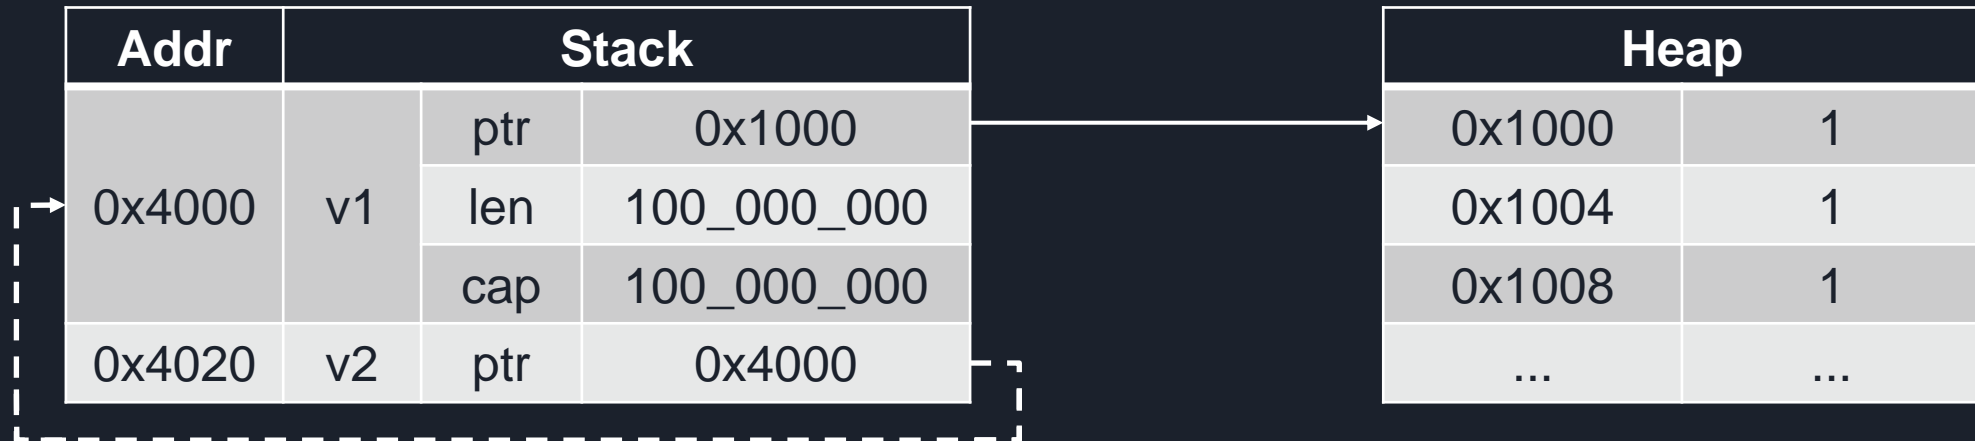 Addr Stack Heap
ptr 0x1000 0x1000 1
0x4000 v1 len 100_000_000 0x1004 1
cap 100_000_000 0x1008 1
0x4020 v2 ptr 0x4000 ... ...